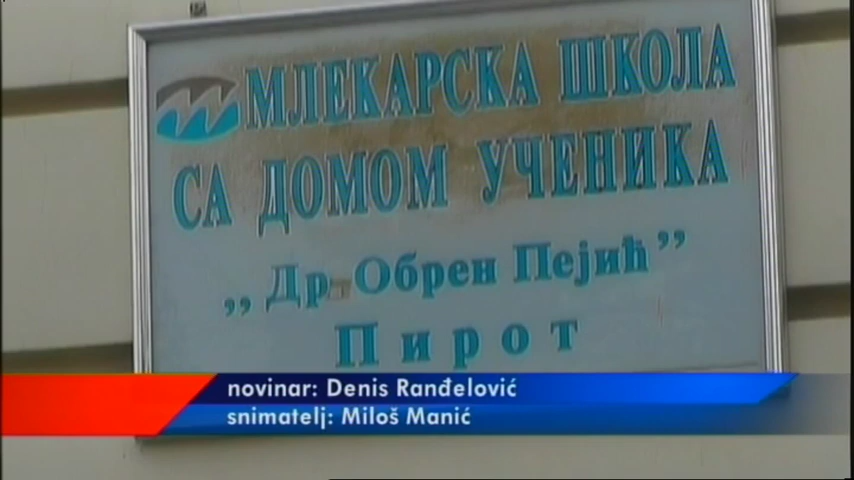 МЛЕКАРСКА ШКОЛА
СА ДОМОМ УЧЕНИКА
,,Др Обрен Пејић”
Пирот
novinar: Denis Ranđelović
snimatelj: Miloš Manić